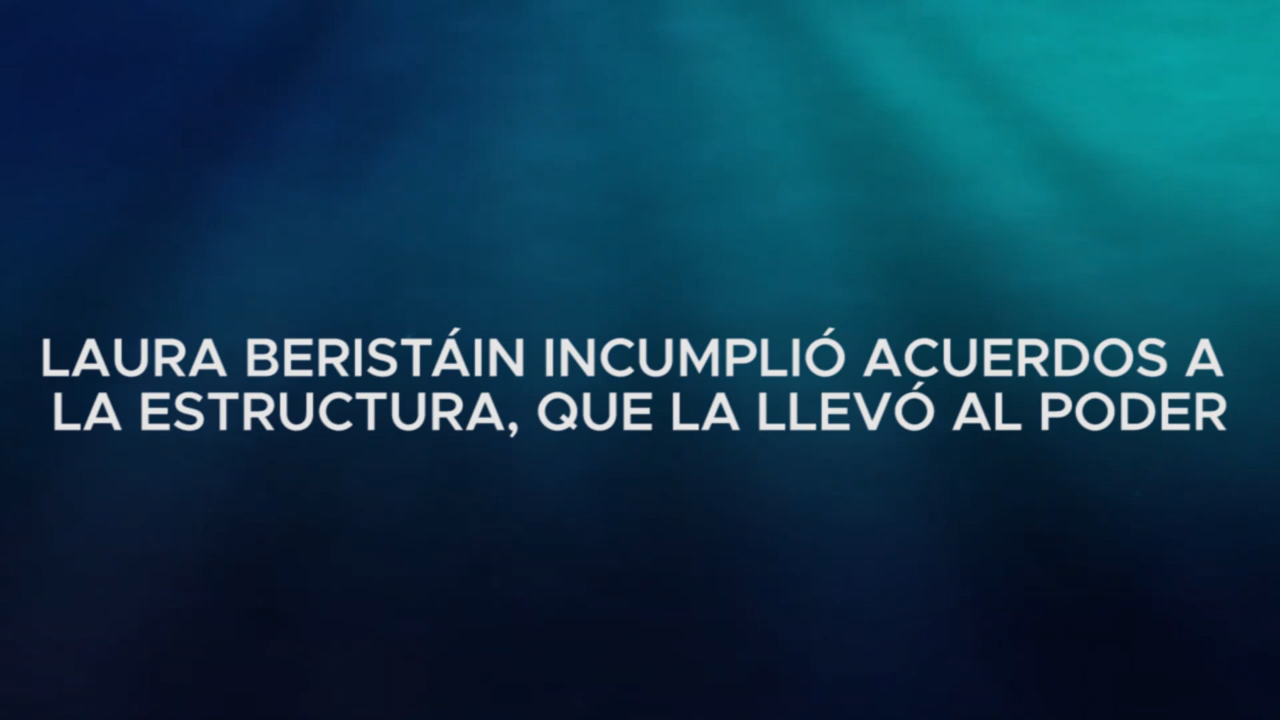 LAURA BERISTÁIN INCUMPLIÓ ACUERDOS A
LA ESTRUCTURA, QUE LA LLEVÓ AL PODER